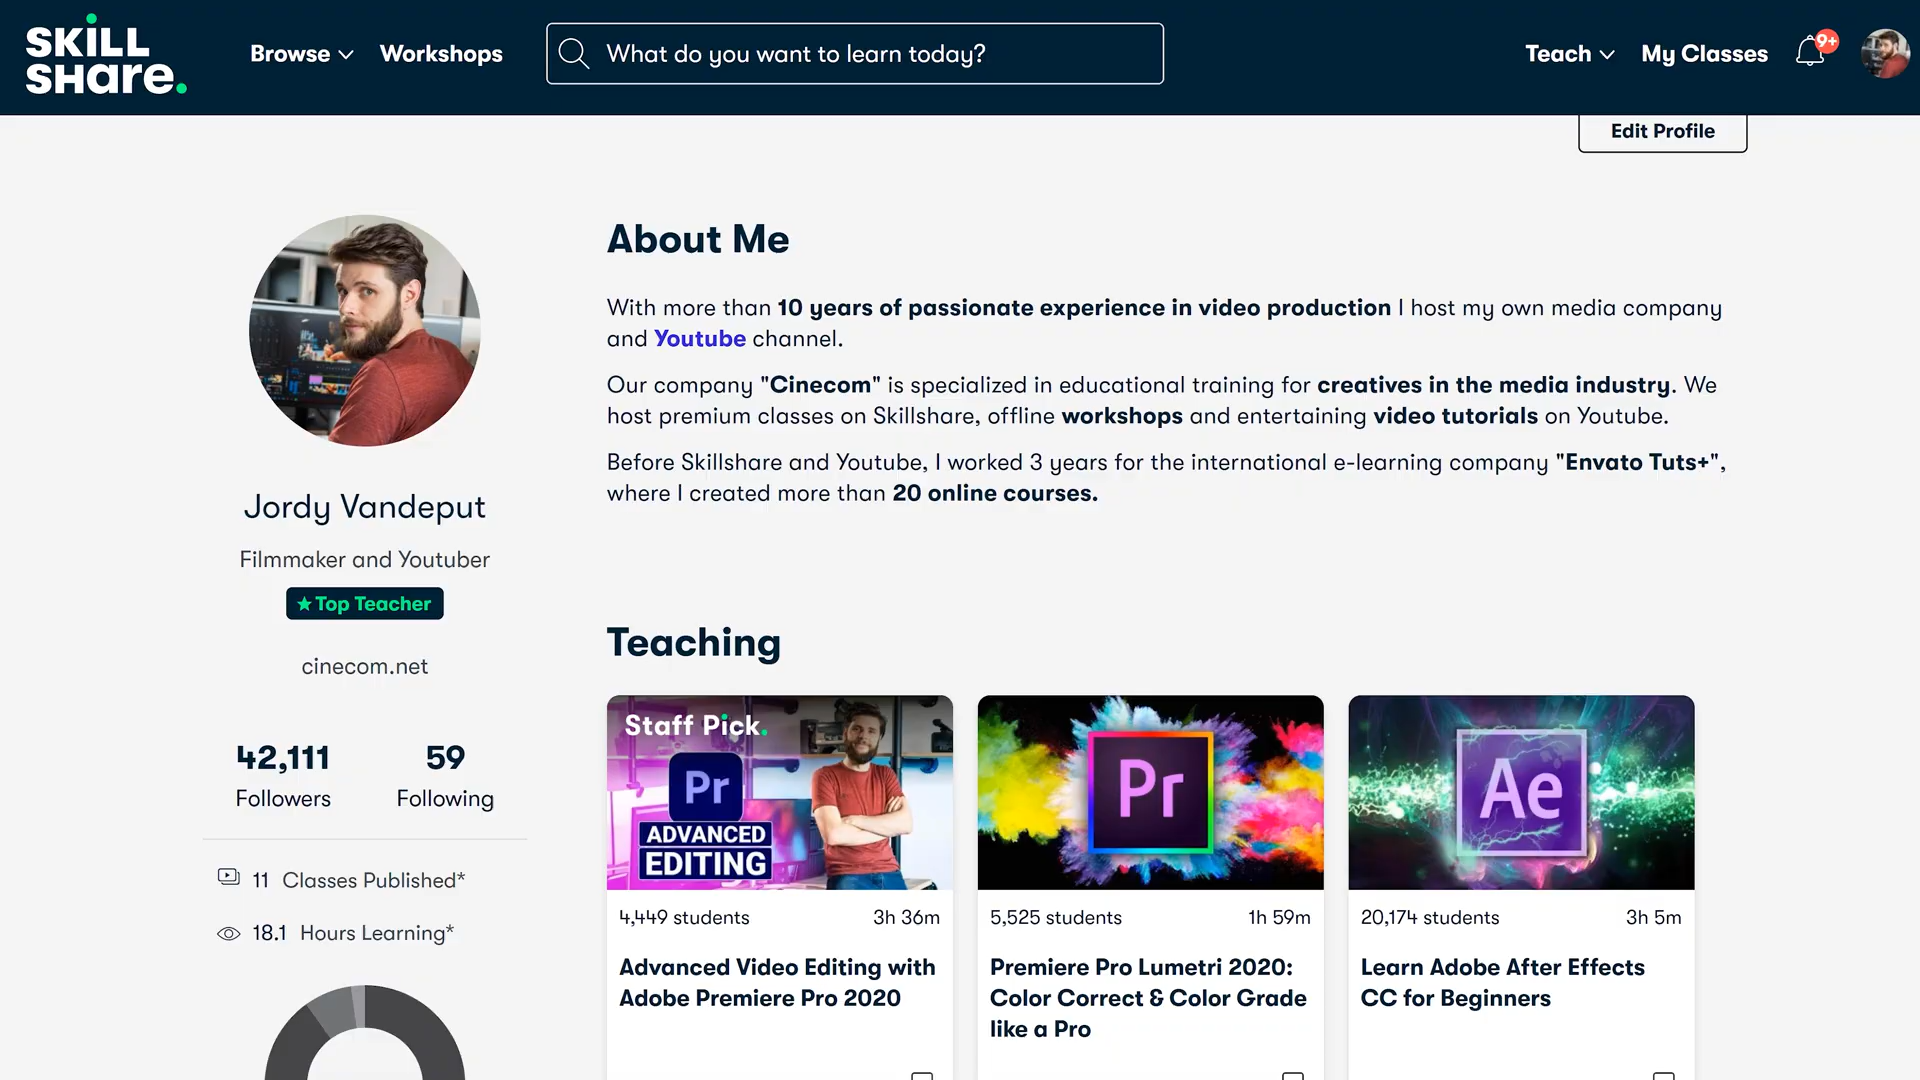 SKILL
SHare.
Browse
Workshops
What do you want to learn today?
Teach
My Classes
9+
Edit Profile
Jordy Vandeput
Filmmaker and Youtuber
Top Teacher
cinecom.net
42,111
Followers
59
Following
11 Classes Published*
18.1 Hours Learning*
About Me
With more than 10 years of passionate experience in video production I host my own media company
and Youtube channel.
Our company "Cinecom" is specialized in educational training for creatives in the media industry. We
host premium classes on Skillshare, offline workshops and entertaining video tutorials on Youtube.
Before Skillshare and Youtube, I worked 3 years for the international e-learning company "Envato Tuts+",
where I created more than 20 online courses.
Teaching
Staff Pick.
Pr
ADVANCED
EDITING
4,449 students
3h 36m
Advanced Video Editing with
Adobe Premiere Pro 2020
Pr
5,525 students
1h 59m
Premiere Pro Lumetri 2020:
Color Correct & Color Grade
like a Pro
Ae
20,174 students
3h 5m
Learn Adobe After Effects
CC for Beginners